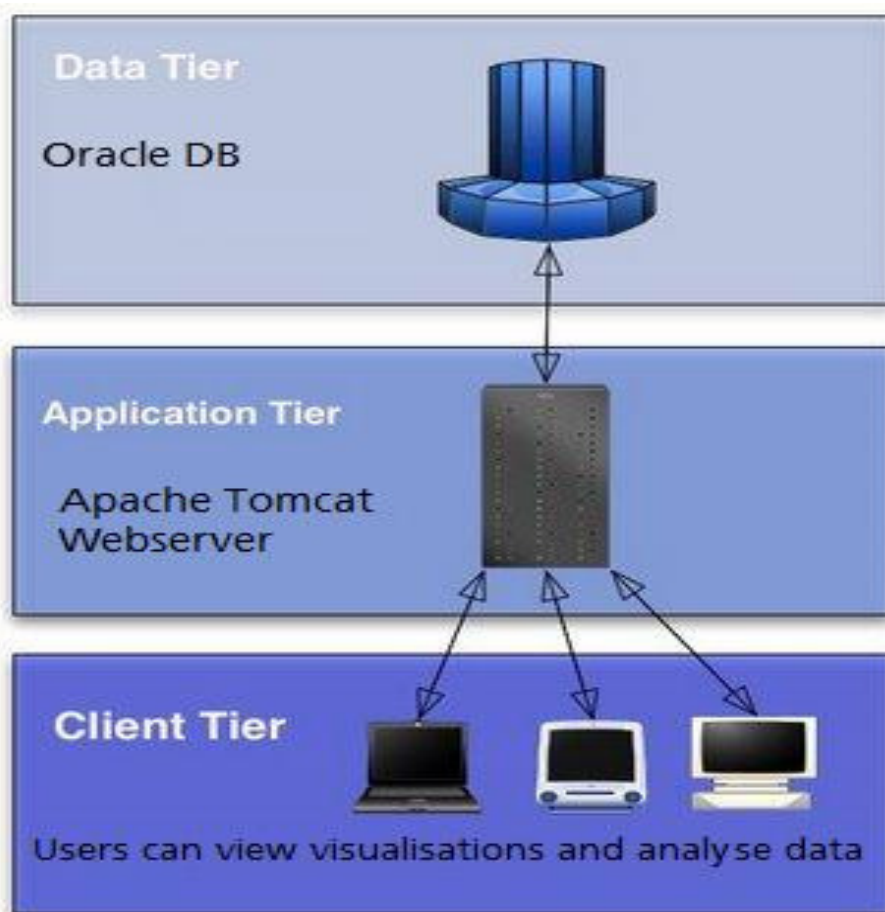 Data Tier
Oracle DB
Application Tier
Apache Tomcat
Webserver
Client Tier
Users can view visualisations and analyse data